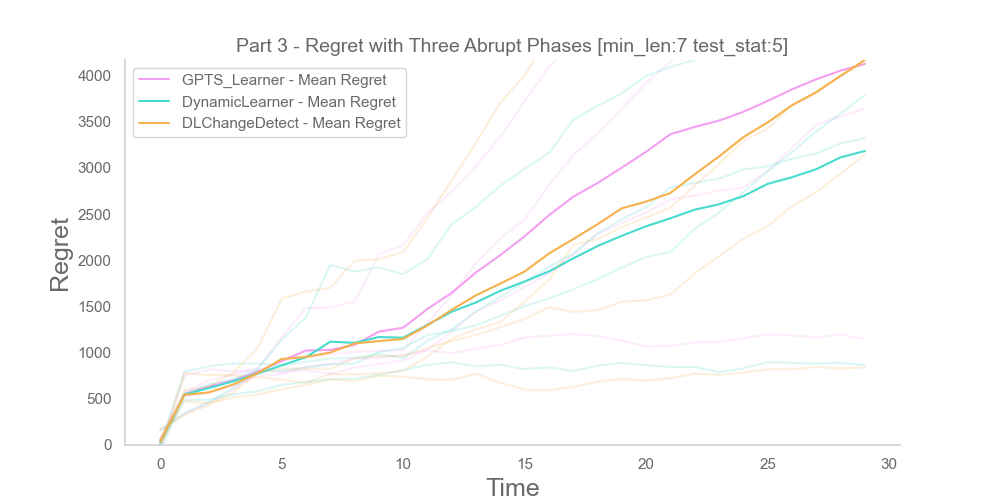 Part 3 - Regret with Three Abrupt Phases [min_len:7 test_stat:5]
GPTS_Learner - Mean Regret
DynamicLearner - Mean Regret
DLChangeDetect - Mean Regret
4000
3500
3000
2500
2000
1500
1000
500
0
Regret
0 5 10 15 20 25 30
Time